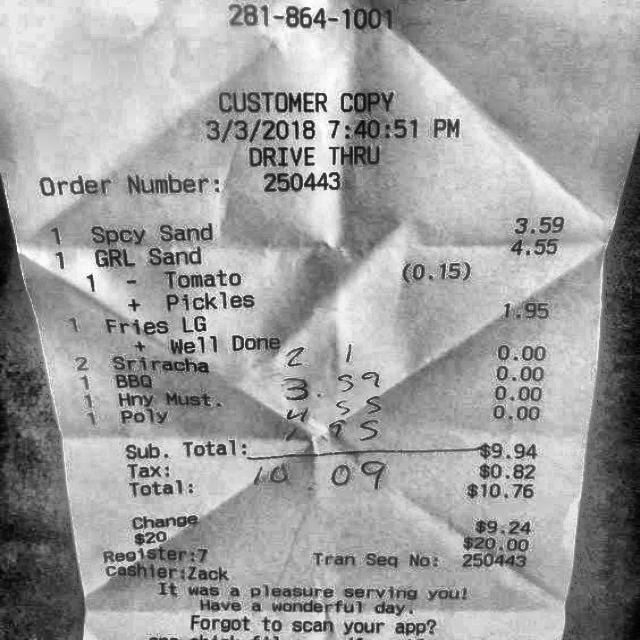 281-864-1001
CUSTOMER COPY
3/3/2018 7:40:51 PM
DRIVE THRU
Order Number: 250443
1 Spcy Sand 3.59
1 GRL Sand 4.55
1 - Tomato (0.15)
+ Pickles
1 Fries LG 1.95
+ Well Done
2 1
2 Sriracha 0.00
1 BBQ 3.59 0.00
1 Hny Must. 4 55 0.00
1 Poly 1 95 0.00
Sub. Total: $9.94
Tax: 10.09 $0.82
Total: $10.76
Change $9.24
$20 $20.00
Register:7 Tran Seq No: 250443
Cashier:Zack
It was a pleasure serving you!
Have a wonderful day.
Forgot to scan your app?